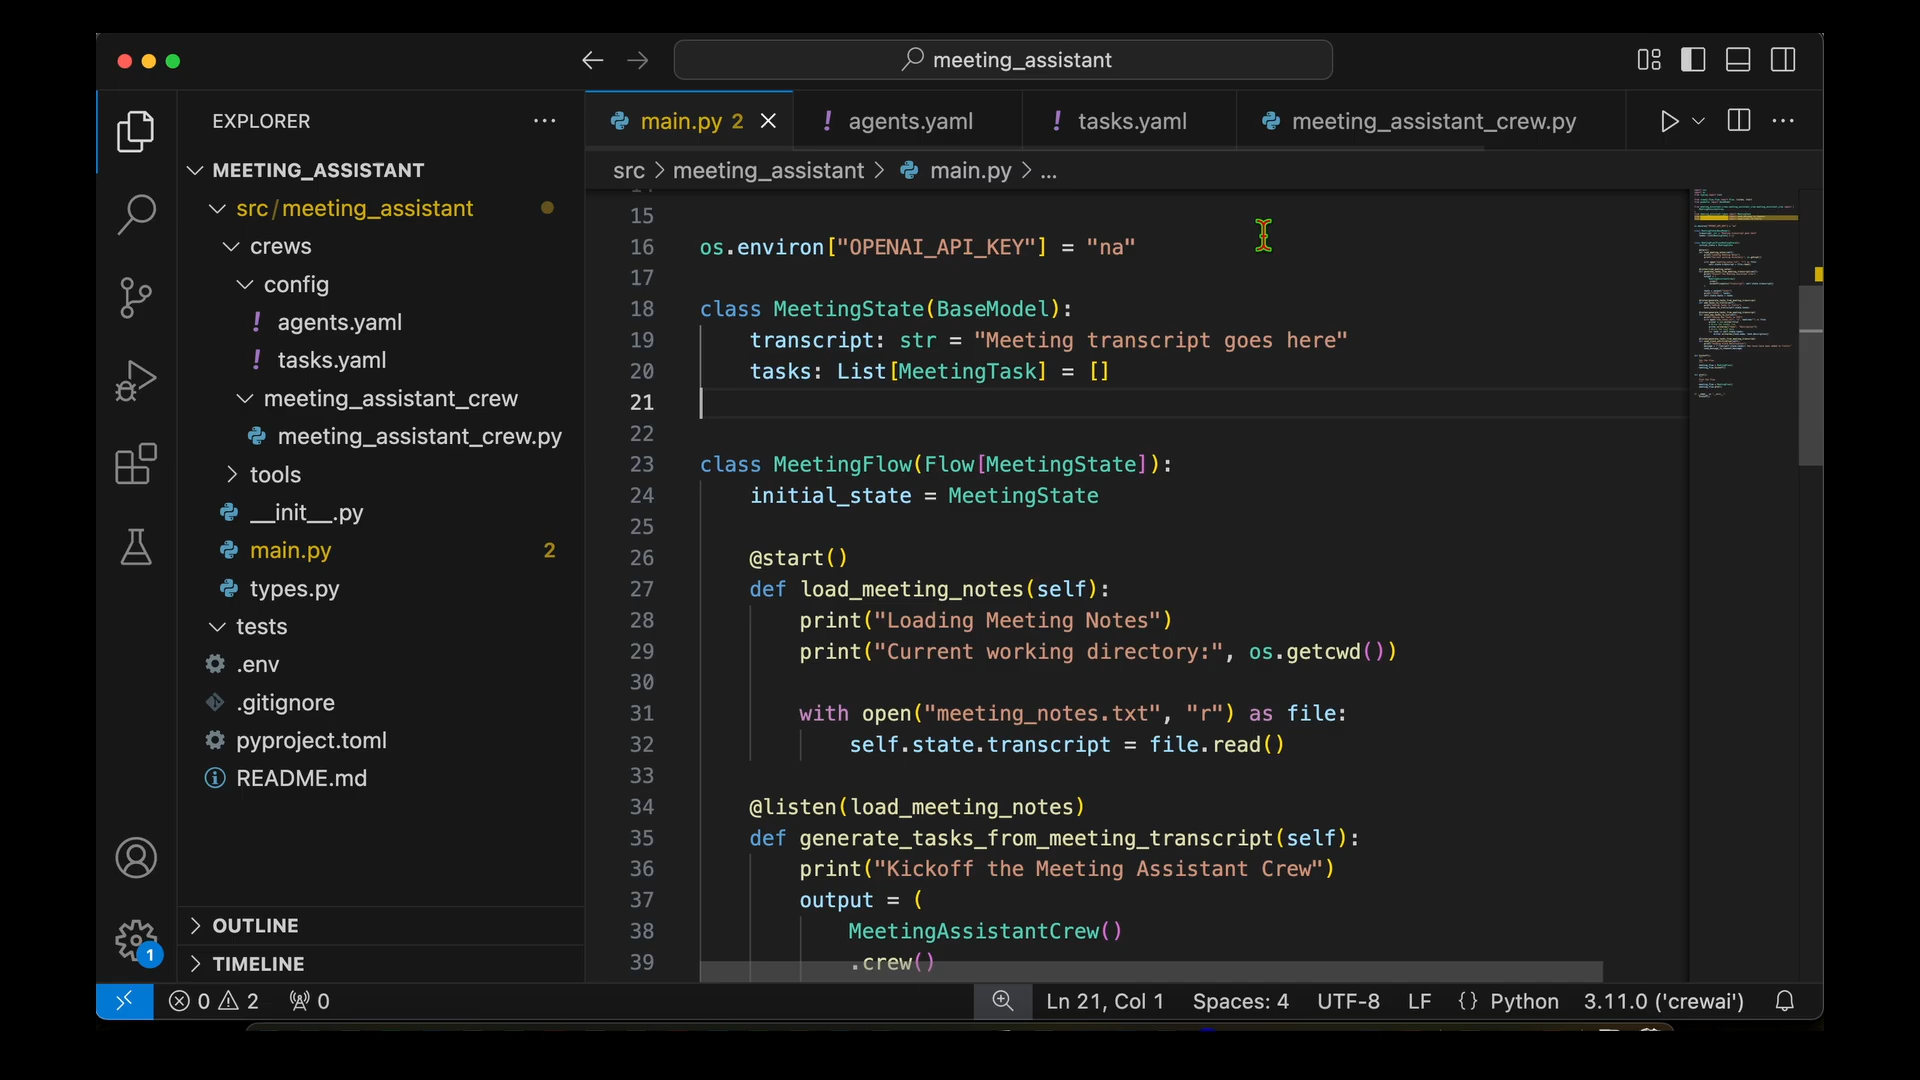 meeting_assistant
EXPLORER
MEETING_ASSISTANT
src/meeting_assistant
crews
config
! agents.yaml
! tasks.yaml
meeting_assistant_crew
meeting_assistant_crew.py
tools
__init__.py
main.py 2
types.py
tests
.env
.gitignore
pyproject.toml
README.md
OUTLINE
TIMELINE
1
main.py 2
! agents.yaml
! tasks.yaml
meeting_assistant_crew.py
src > meeting_assistant > main.py > ...
15
16 os.environ["OPENAI_API_KEY"] = "na"
17
18 class MeetingState(BaseModel):
19 transcript: str = "Meeting transcript goes here"
20 tasks: List[MeetingTask] = []
21
22
23 class MeetingFlow(Flow[MeetingState]):
24 initial_state = MeetingState
25
26 @start()
27 def load_meeting_notes(self):
28 print("Loading Meeting Notes")
29 print("Current working directory:", os.getcwd())
30
31 with open("meeting_notes.txt", "r") as file:
32 self.state.transcript = file.read()
33
34 @listen(load_meeting_notes)
35 def generate_tasks_from_meeting_transcript(self):
36 print("Kickoff the Meeting Assistant Crew")
37 output = (
38 MeetingAssistantCrew()
39 .crew()
0 2 0
Ln 21, Col 1 Spaces: 4 UTF-8 LF {} Python 3.11.0 ('crewai')